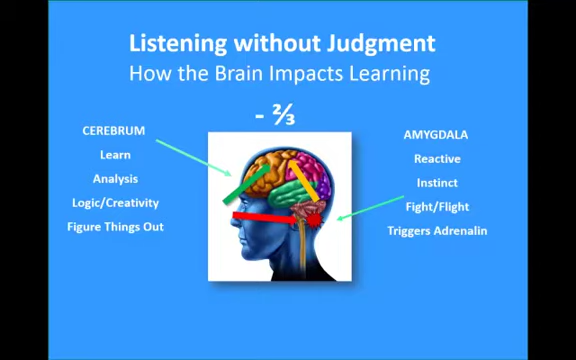 Listening without Judgment
How the Brain Impacts Learning
- ⅔
CEREBRUM
Learn
Analysis
Logic/Creativity
Figure Things Out
AMYGDALA
Reactive
Instinct
Fight/Flight
Triggers Adrenalin